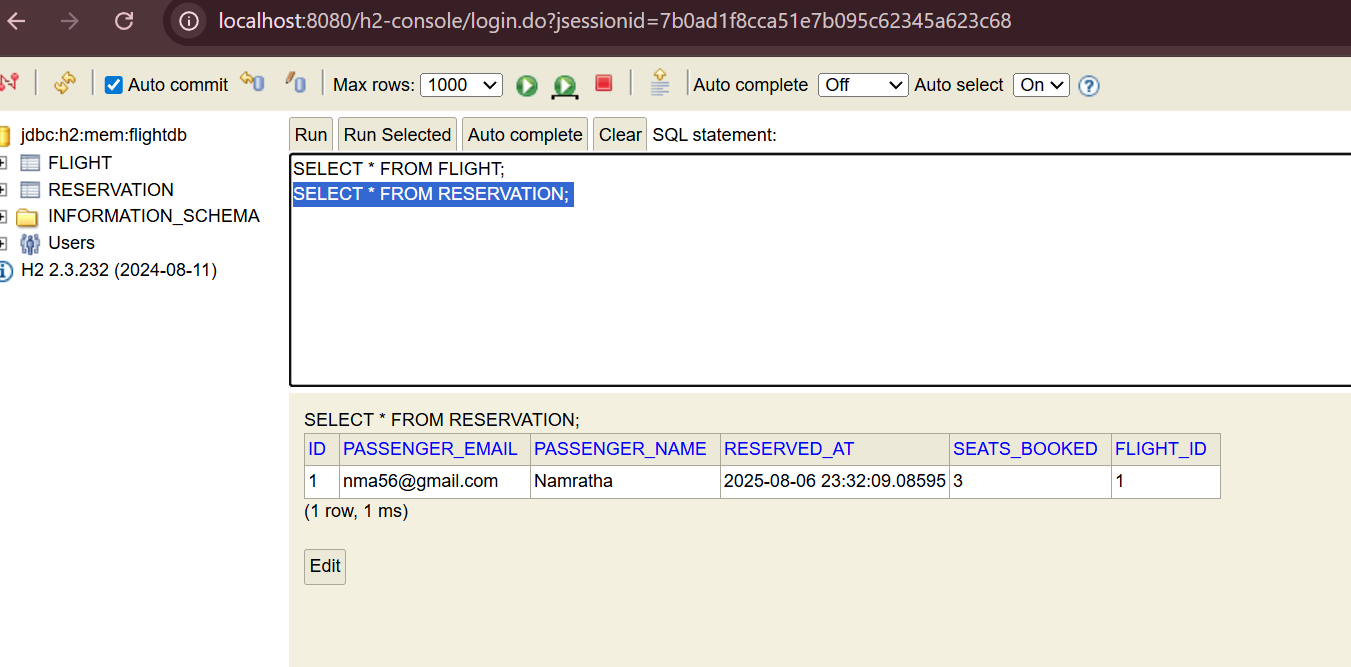 localhost:8080/h2-console/login.do?jsessionid=7b0ad1f8cca51e7b095c62345a623c68
Auto commit Max rows: 1000 Auto complete Off Auto select On ?
jdbc:h2:mem:flightdb
FLIGHT
RESERVATION
INFORMATION_SCHEMA
Users
H2 2.3.232 (2024-08-11)
Run Run Selected Auto complete Clear SQL statement:
SELECT * FROM FLIGHT;
SELECT * FROM RESERVATION;
SELECT * FROM RESERVATION;
ID PASSENGER_EMAIL PASSENGER_NAME RESERVED_AT SEATS_BOOKED FLIGHT_ID
1 nma56@gmail.com Namratha 2025-08-06 23:32:09.08595 3 1
(1 row, 1 ms)
Edit